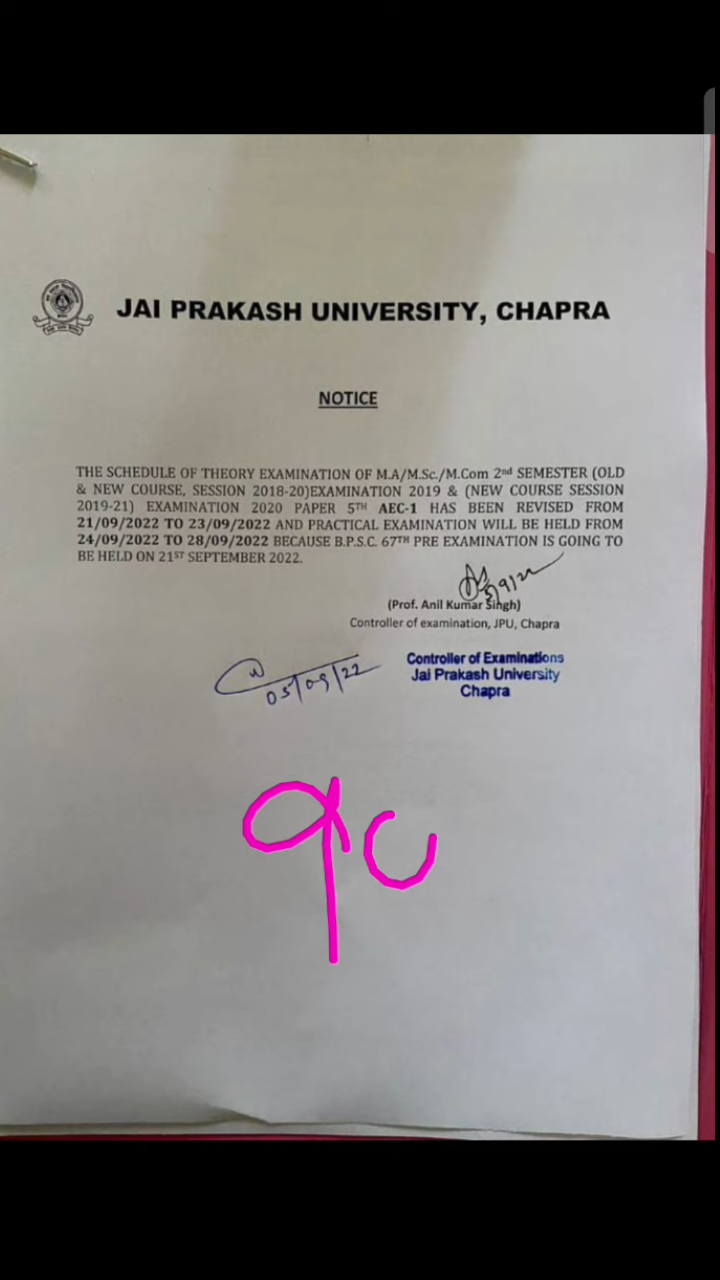 JAI PRAKASH UNIVERSITY, CHAPRA
NOTICE
THE SCHEDULE OF THEORY EXAMINATION OF M.A/M.Sc./M.Com 2nd SEMESTER (OLD
& NEW COURSE, SESSION 2018-20)EXAMINATION 2019 & (NEW COURSE SESSION
2019-21) EXAMINATION 2020 PAPER 5TH AEC-1 HAS BEEN REVISED FROM
21/09/2022 TO 23/09/2022 AND PRACTICAL EXAMINATION WILL BE HELD FROM
24/09/2022 TO 28/09/2022 BECAUSE B.P.S.C. 67TH PRE EXAMINATION IS GOING TO
BE HELD ON 21ST SEPTEMBER 2022.
5/9/22
(Prof. Anil Kumar Singh)
Controller of examination, JPU, Chapra
Controller of Examinations
Jai Prakash University
Chapra
05/09/22